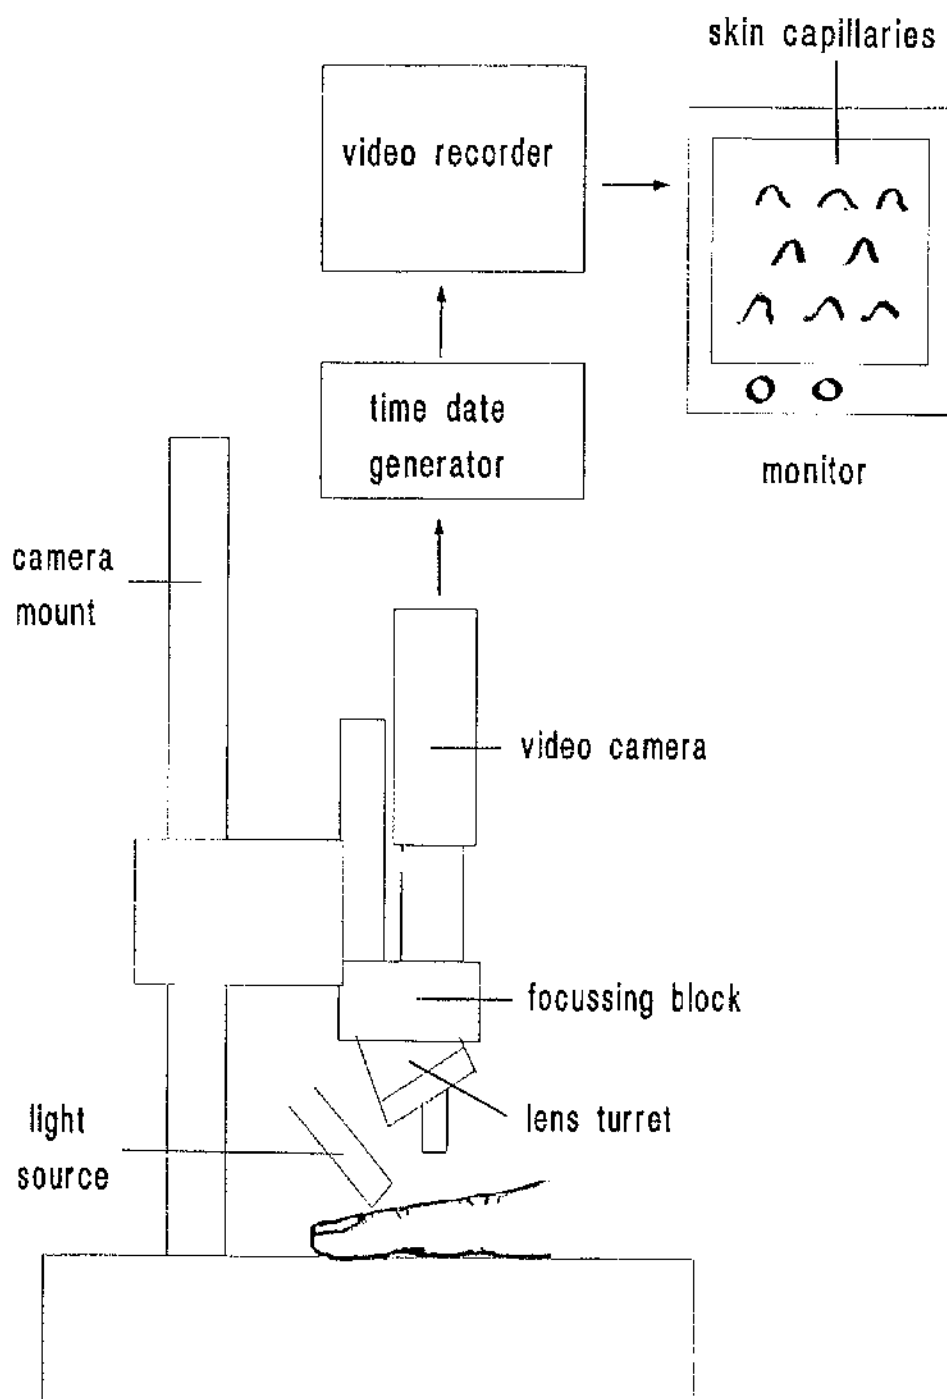 skin capillaries
video recorder
time date
generator
monitor
camera
mount
video camera
focussing block
lens turret
light
source